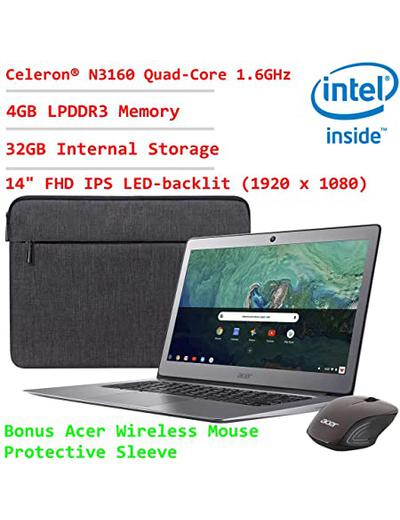 Celeron® N3160 Quad-Core 1.6GHz
4GB LPDDR3 Memory
32GB Internal Storage
14" FHD IPS LED-backlit (1920 x 1080)
intel
inside™
acer
acer
Bonus Acer Wireless Mouse
Protective Sleeve